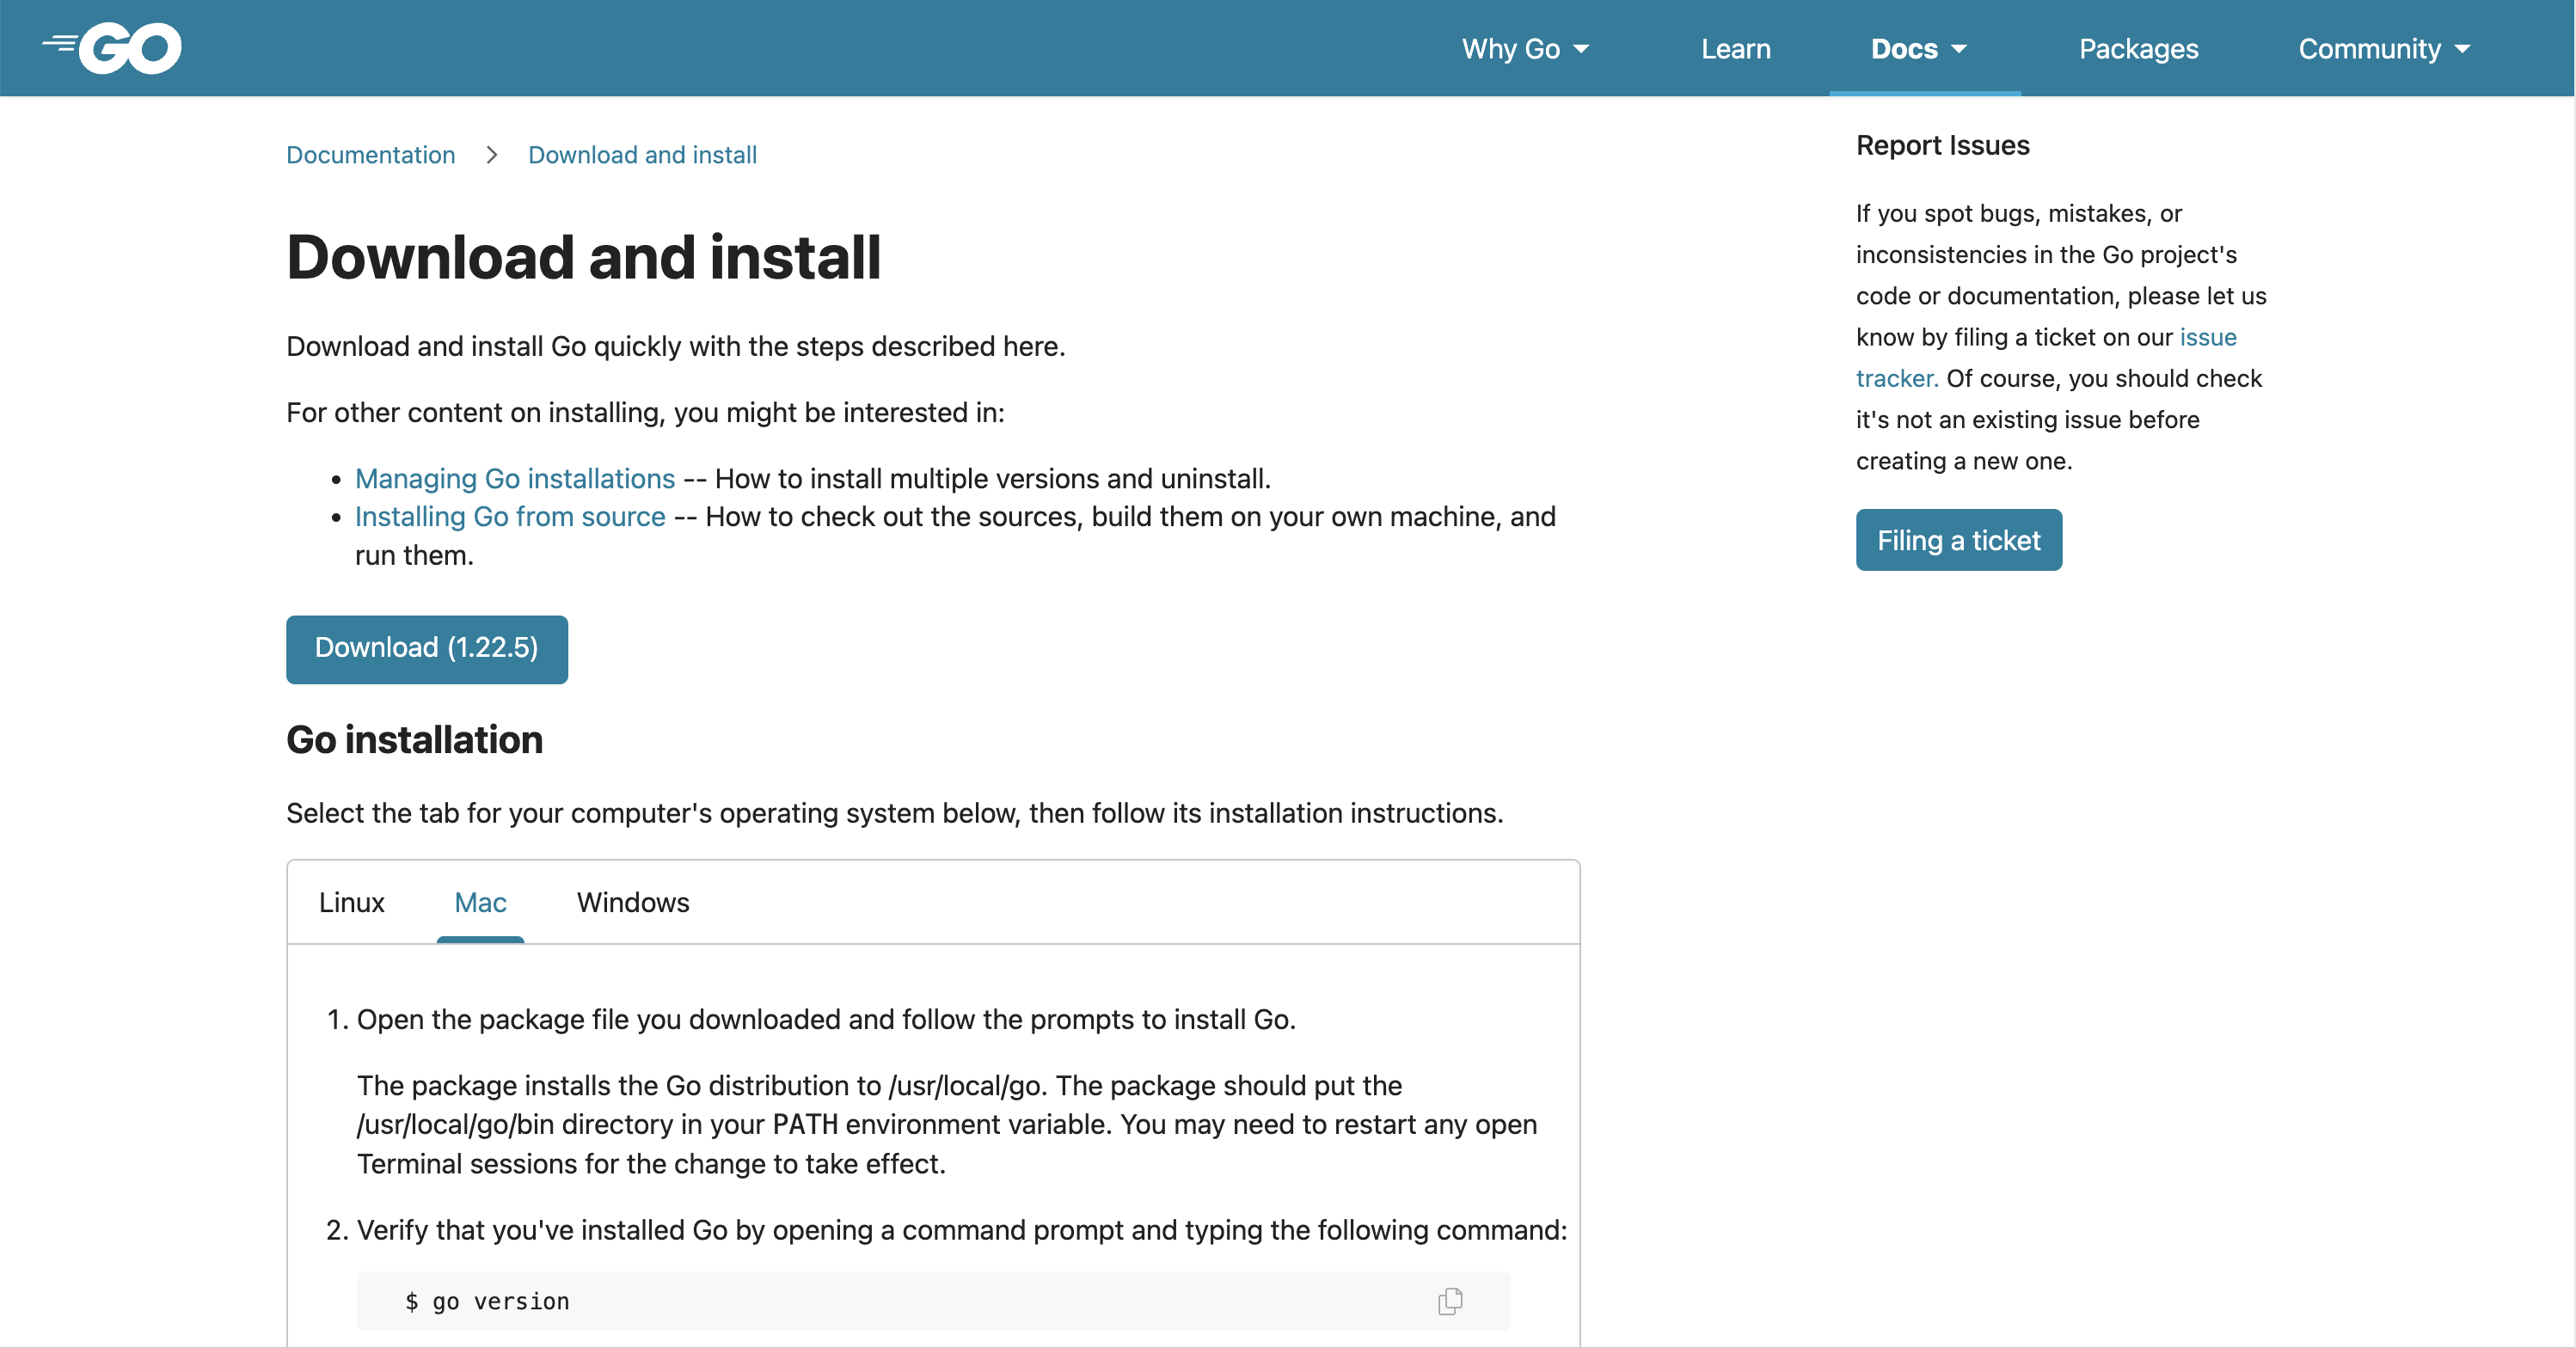 GO
Why Go
Learn
Docs
Packages
Community
Documentation > Download and install
Download and install
Download and install Go quickly with the steps described here.
For other content on installing, you might be interested in:
• Managing Go installations -- How to install multiple versions and uninstall.
• Installing Go from source -- How to check out the sources, build them on your own machine, and
run them.
Download (1.22.5)
Go installation
Select the tab for your computer's operating system below, then follow its installation instructions.
Linux
Mac
Windows
1. Open the package file you downloaded and follow the prompts to install Go.
The package installs the Go distribution to /usr/local/go. The package should put the
/usr/local/go/bin directory in your PATH environment variable. You may need to restart any open
Terminal sessions for the change to take effect.
2. Verify that you've installed Go by opening a command prompt and typing the following command:
$ go version
Report Issues
If you spot bugs, mistakes, or
inconsistencies in the Go project's
code or documentation, please let us
know by filing a ticket on our issue
tracker. Of course, you should check
it's not an existing issue before
creating a new one.
Filing a ticket